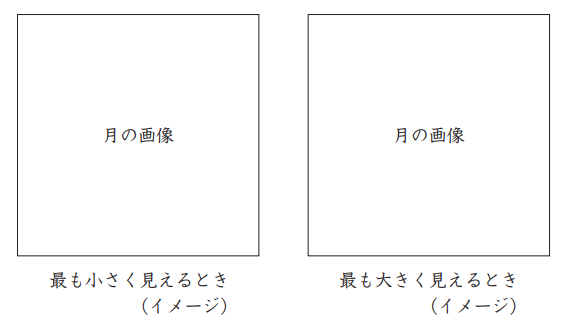 月の画像
月の画像
最も小さく見えるとき
（イメージ）
最も大きく見えるとき
（イメージ）